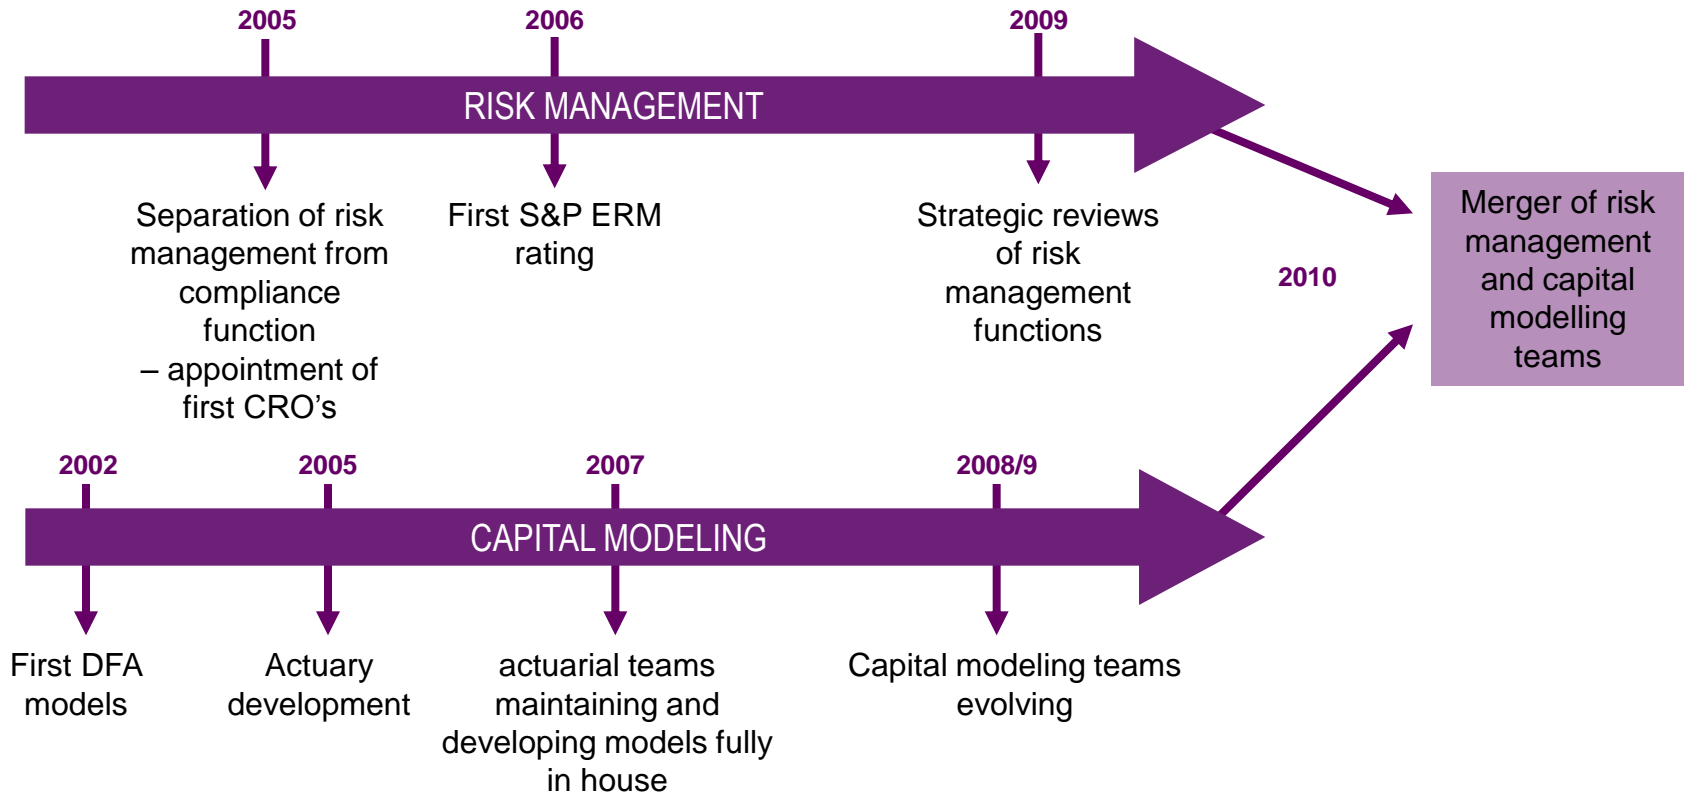 2005
2006
2009
RISK MANAGEMENT
Separation of risk
management from
compliance
function
– appointment of
first CRO’s
First S&P ERM
rating
Strategic reviews
of risk
management
functions
2010
Merger of risk
management
and capital
modelling
teams
2002
2005
2007
2008/9
CAPITAL MODELING
First DFA
models
Actuary
development
actuarial teams
maintaining and
developing models fully
in house
Capital modeling teams
evolving